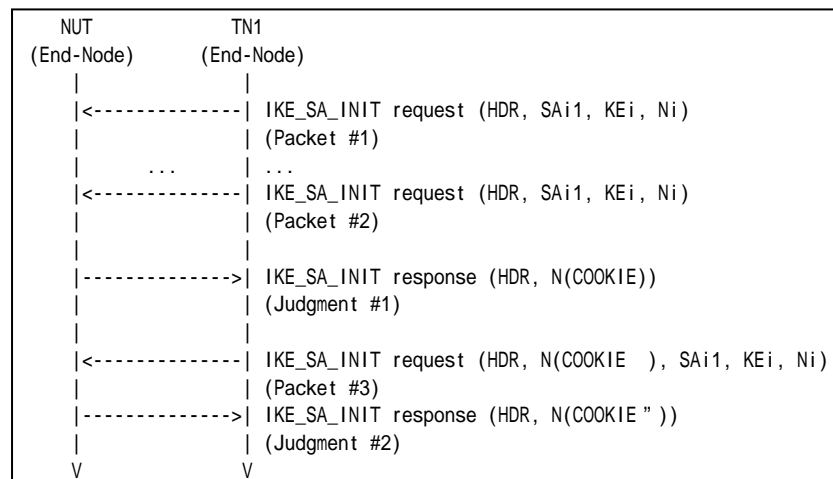 NUT TN1
(End-Node) (End-Node)
| |
|<--------------| IKE_SA_INIT request (HDR, SAi1, KEi, Ni)
| | (Packet #1)
| ... | ...
|<--------------| IKE_SA_INIT request (HDR, SAi1, KEi, Ni)
| | (Packet #2)
| |
|-------------->| IKE_SA_INIT response (HDR, N(COOKIE))
| | (Judgment #1)
| |
|<--------------| IKE_SA_INIT request (HDR, N(COOKIE ), SAi1, KEi, Ni)
| | (Packet #3)
|-------------->| IKE_SA_INIT response (HDR, N(COOKIE”))
| | (Judgment #2)
V V